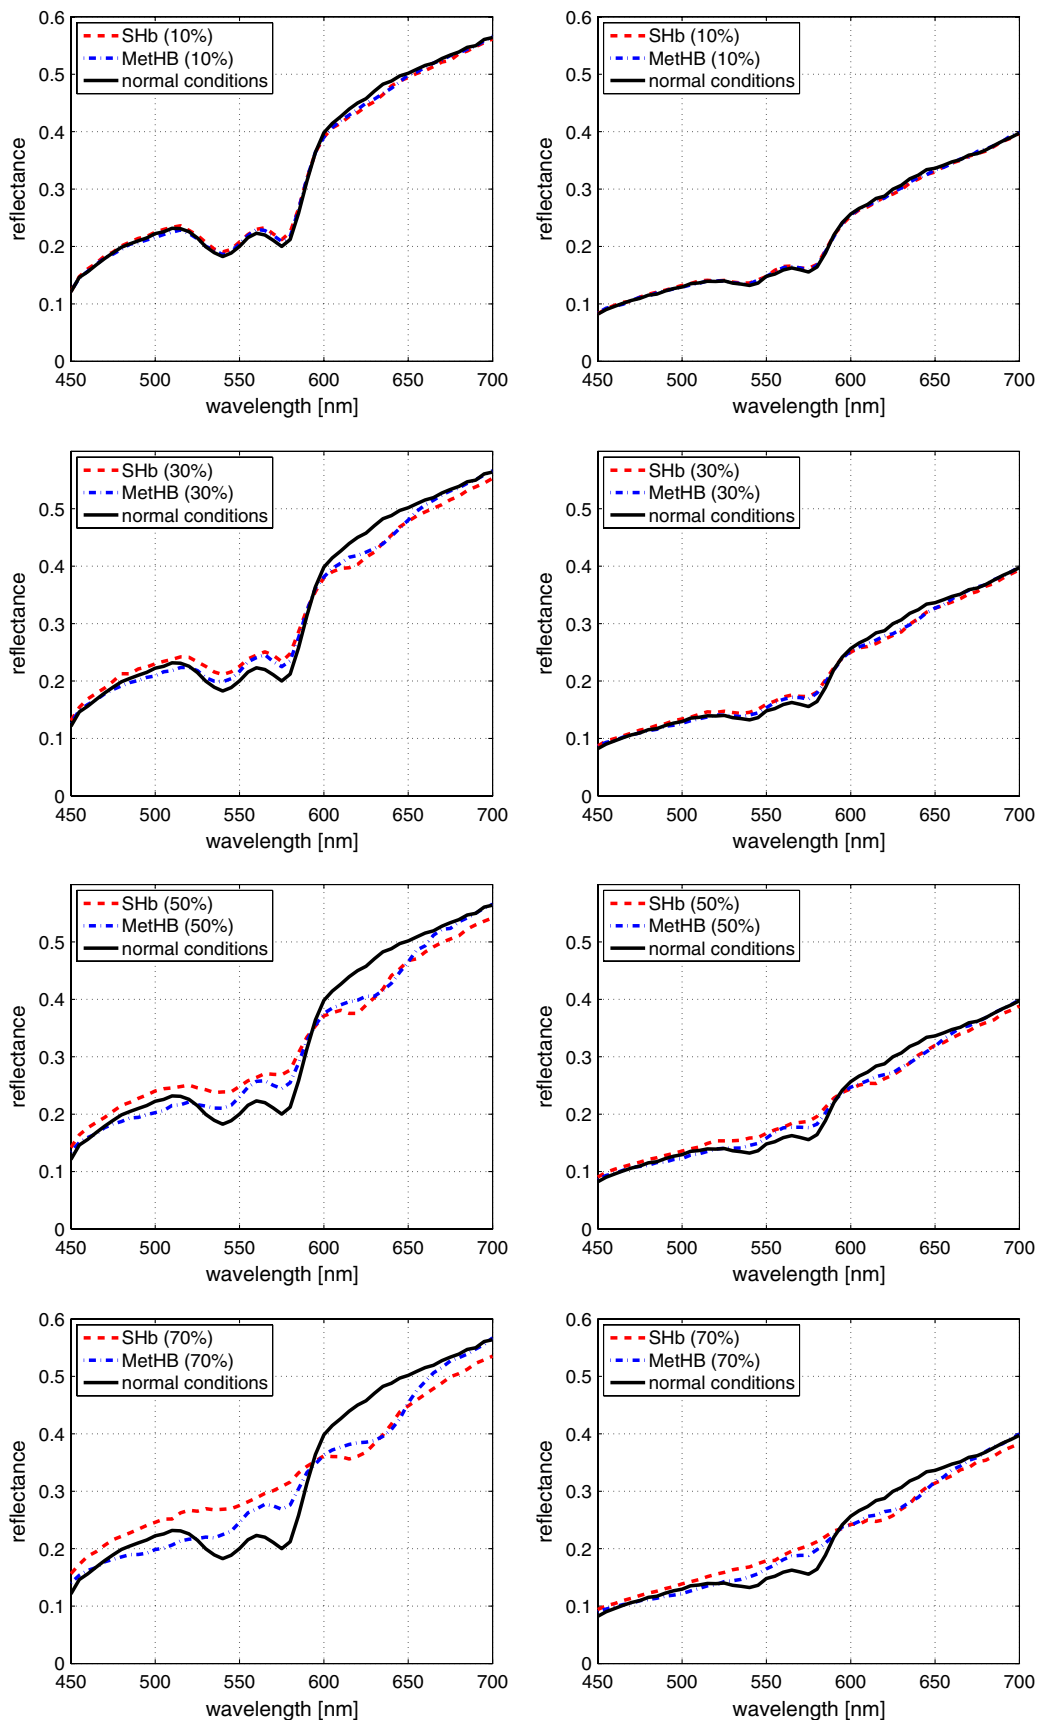 SHb (10%)
MetHB (10%)
normal conditions
0.6
0.5
0.4
0.3
0.2
0.1
0
reflectance
450 500 550 600 650 700
wavelength [nm]
SHb (10%)
MetHB (10%)
normal conditions
0.6
0.5
0.4
0.3
0.2
0.1
0
reflectance
450 500 550 600 650 700
wavelength [nm]
SHb (30%)
MetHB (30%)
normal conditions
0.5
0.4
0.3
0.2
0.1
0
reflectance
450 500 550 600 650 700
wavelength [nm]
SHb (30%)
MetHB (30%)
normal conditions
0.5
0.4
0.3
0.2
0.1
0
reflectance
450 500 550 600 650 700
wavelength [nm]
SHb (50%)
MetHB (50%)
normal conditions
0.5
0.4
0.3
0.2
0.1
0
reflectance
450 500 550 600 650 700
wavelength [nm]
SHb (50%)
MetHB (50%)
normal conditions
0.5
0.4
0.3
0.2
0.1
0
reflectance
450 500 550 600 650 700
wavelength [nm]
SHb (70%)
MetHB (70%)
normal conditions
0.6
0.5
0.4
0.3
0.2
0.1
0
reflectance
450 500 550 600 650 700
wavelength [nm]
SHb (70%)
MetHB (70%)
normal conditions
0.6
0.5
0.4
0.3
0.2
0.1
0
reflectance
450 500 550 600 650 700
wavelength [nm]